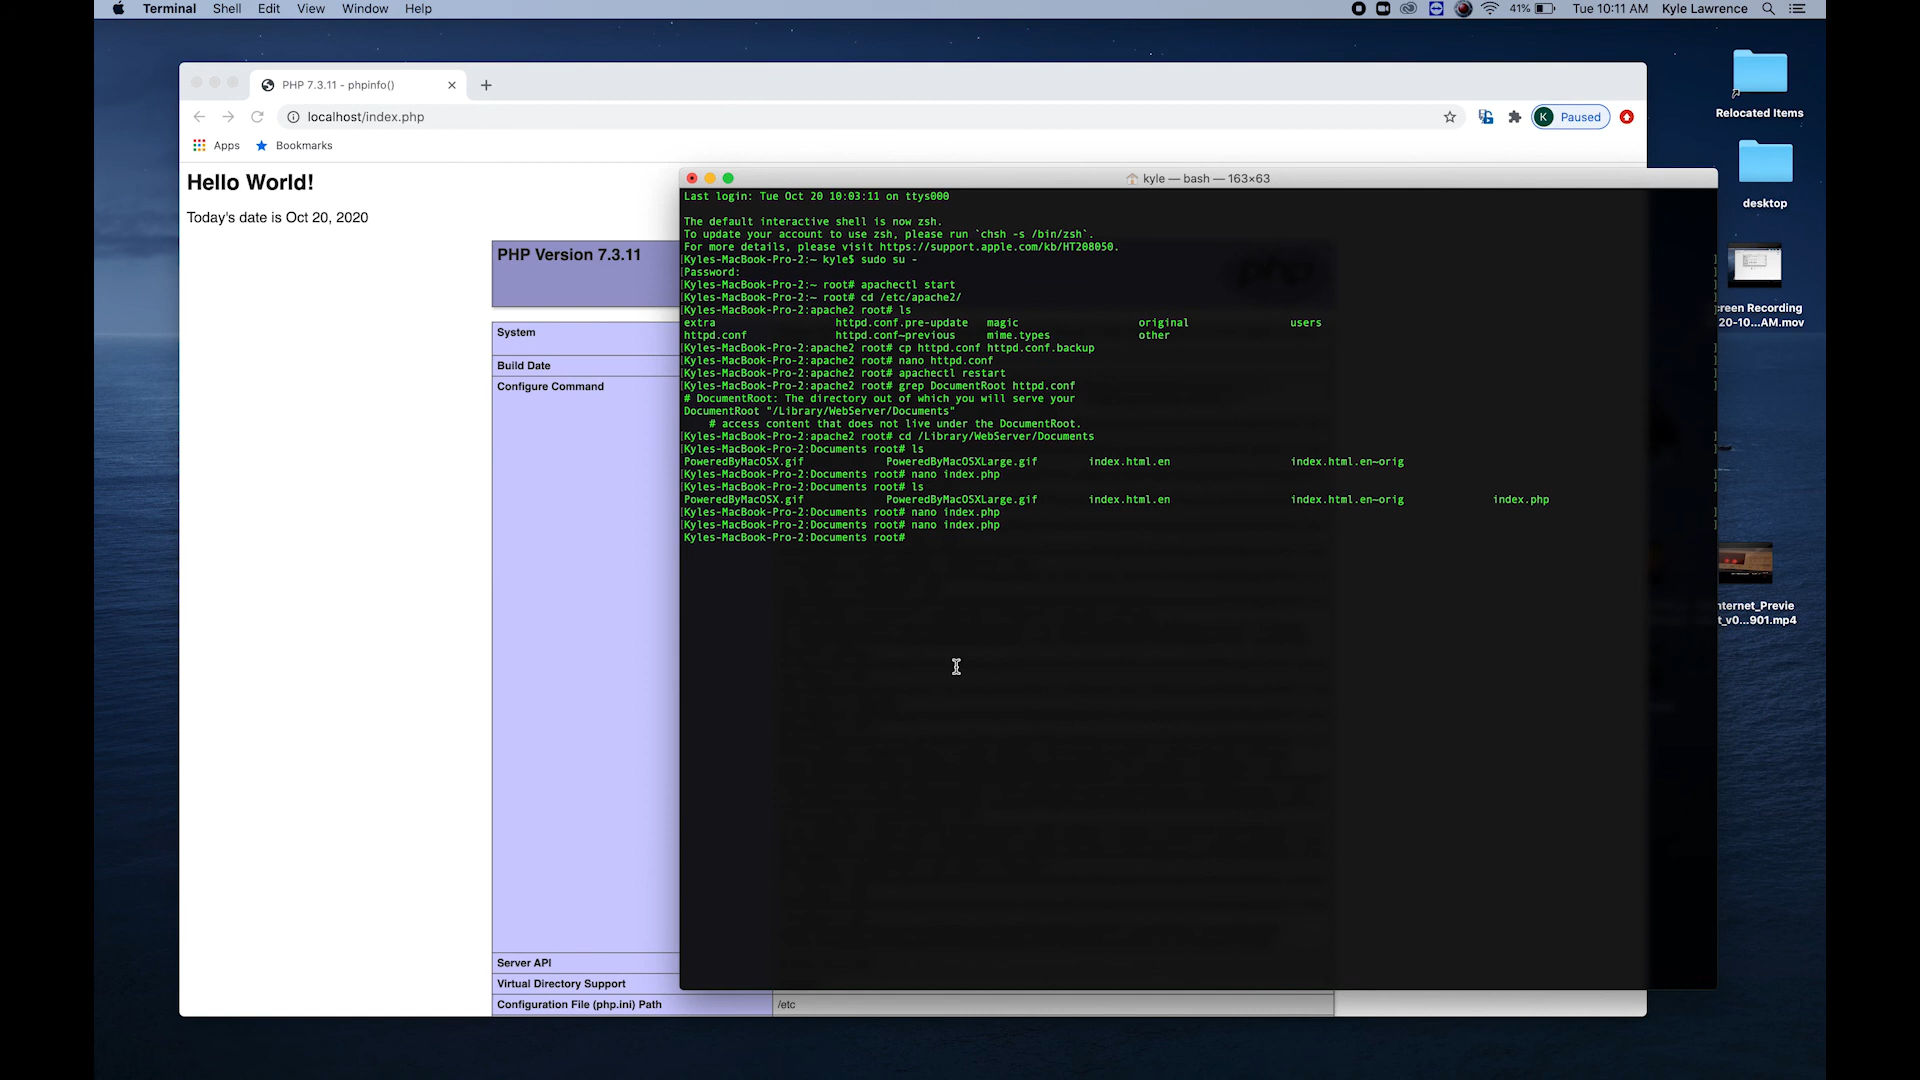 Terminal Shell Edit View Window Help 41% Tue 10:11 AM Kyle Lawrence
PHP 7.3.11 - phpinfo()
localhost/index.php
K Paused
Apps Bookmarks
Hello World!
Today's date is Oct 20, 2020
PHP Version 7.3.11
System
Build Date
Configure Command
Server API
Virtual Directory Support
Configuration File (php.ini) Path /etc
kyle — bash — 163×63
Last login: Tue Oct 20 10:03:11 on ttys000
The default interactive shell is now zsh.
To update your account to use zsh, please run `chsh -s /bin/zsh`.
For more details, please visit https://support.apple.com/kb/HT208050.
[Kyles-MacBook-Pro-2:~ kyle$ sudo su - ]
[Password: ]
[Kyles-MacBook-Pro-2:~ root# apachectl start ]
[Kyles-MacBook-Pro-2:~ root# cd /etc/apache2/ ]
[Kyles-MacBook-Pro-2:apache2 root# ls ]
extra httpd.conf.pre-update magic original users
httpd.conf httpd.conf~previous mime.types other
[Kyles-MacBook-Pro-2:apache2 root# cp httpd.conf httpd.conf.backup ]
[Kyles-MacBook-Pro-2:apache2 root# nano httpd.conf ]
[Kyles-MacBook-Pro-2:apache2 root# apachectl restart ]
[Kyles-MacBook-Pro-2:apache2 root# grep DocumentRoot httpd.conf ]
# DocumentRoot: The directory out of which you will serve your
DocumentRoot "/Library/WebServer/Documents"
# access content that does not live under the DocumentRoot.
[Kyles-MacBook-Pro-2:apache2 root# cd /Library/WebServer/Documents ]
[Kyles-MacBook-Pro-2:Documents root# ls ]
PoweredByMacOSX.gif PoweredByMacOSXLarge.gif index.html.en index.html.en~orig
[Kyles-MacBook-Pro-2:Documents root# nano index.php ]
[Kyles-MacBook-Pro-2:Documents root# ls ]
PoweredByMacOSX.gif PoweredByMacOSXLarge.gif index.html.en index.html.en~orig index.php
[Kyles-MacBook-Pro-2:Documents root# nano index.php ]
[Kyles-MacBook-Pro-2:Documents root# nano index.php ]
Kyles-MacBook-Pro-2:Documents root#
Relocated Items
desktop
reen Recording
20-10...AM.mov
nternet_Previe
t_v0...901.mp4